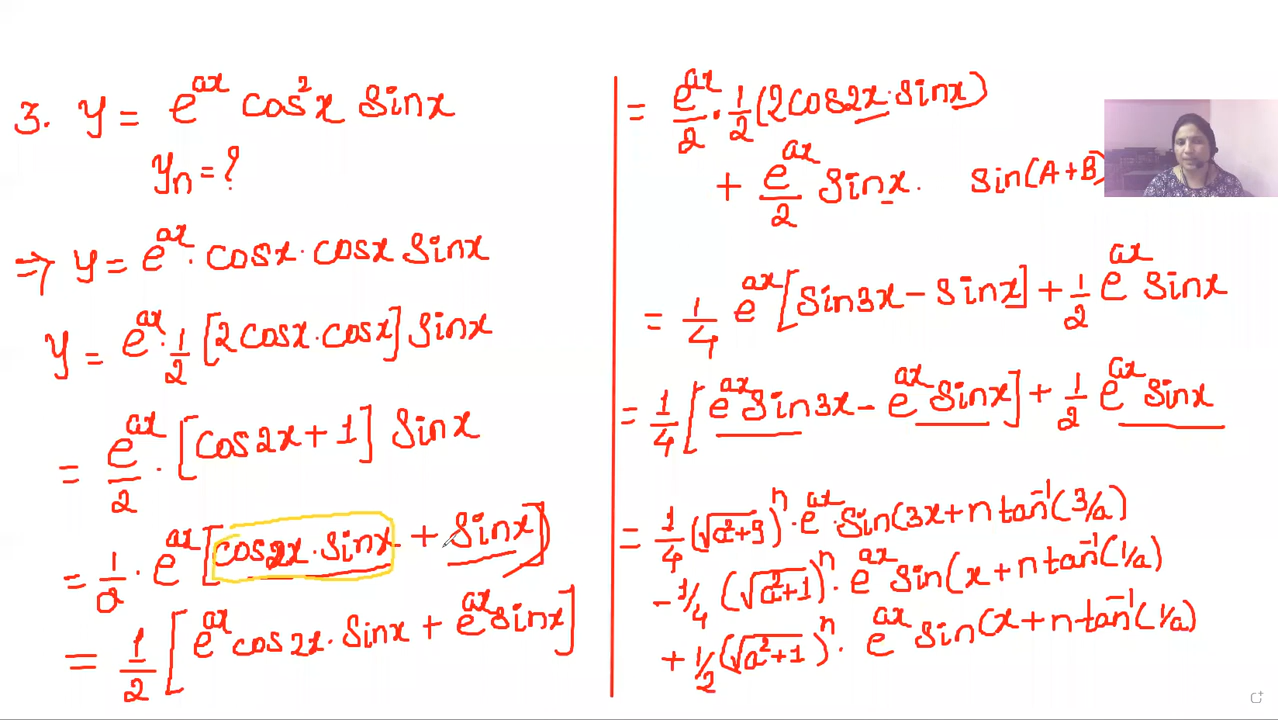 3. y = e^{ax} cos²x sinx
yₙ = ?
⇒ y = e^{ax} · cosx · cosx sinx
y = e^{ax} · 1/2 [2cosx · cosx] sinx
= e^{ax}/2 · [cos2x + 1] sinx
= 1/2 · e^{ax} [cos2x · sinx + sinx]
= 1/2 [e^{ax} cos2x · sinx + e^{ax} sinx]
= e^{ax}/2 · 1/2 (2cos2x · sinx)
+ e^{ax}/2 sinx. sin(A+B)
= 1/4 e^{ax} [sin3x − sinx] + 1/2 e^{ax} sinx
= 1/4 [e^{ax} sin3x − e^{ax} sinx] + 1/2 e^{ax} sinx
= 1/4 (√a²+9)ⁿ · e^{ax} · sin(3x + n tan⁻¹(3/a)
− 1/4 (√a²+1)ⁿ · e^{ax} sin(x + n tan⁻¹(1/a)
+ 1/2 (√a²+1)ⁿ · e^{ax} sin(x + n tan⁻¹(1/a)